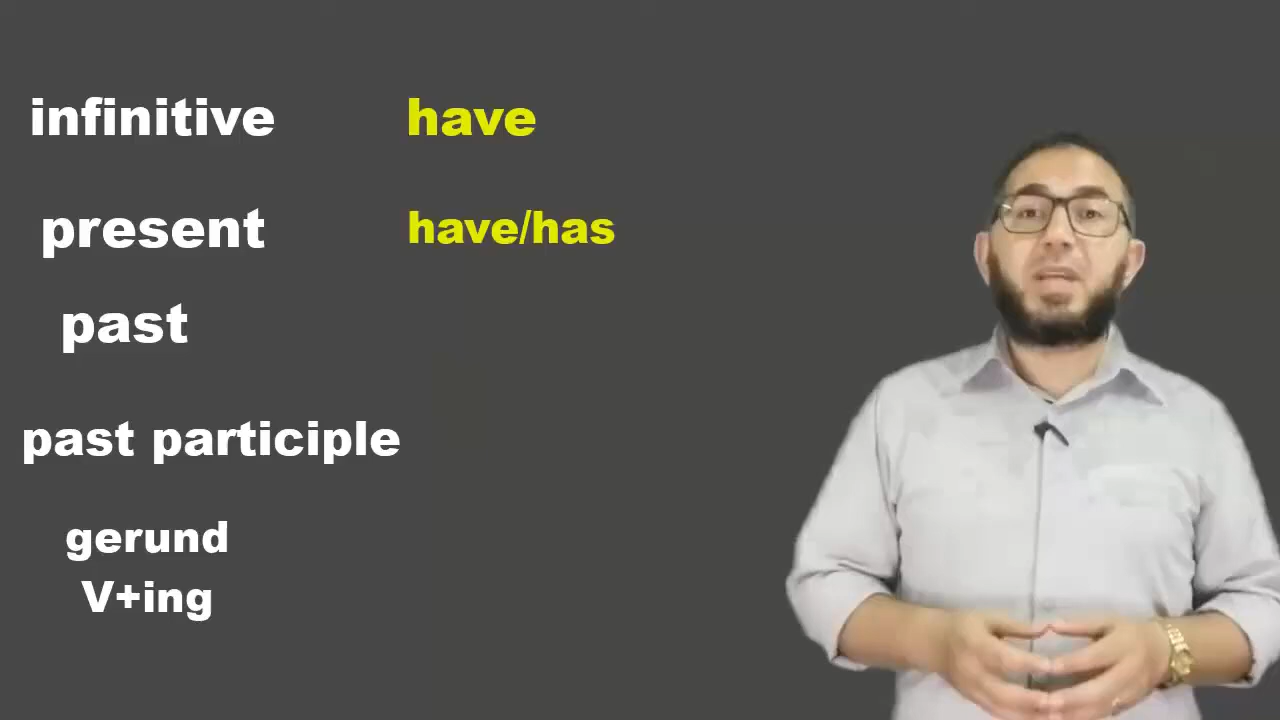 infinitive have
present have/has
past
past participle
gerund
V+ing